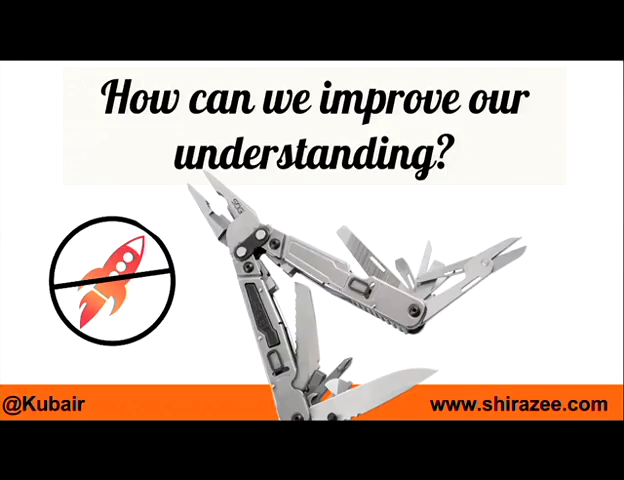 How can we improve our
understanding?
SOG
@Kubair
www.shirazee.com